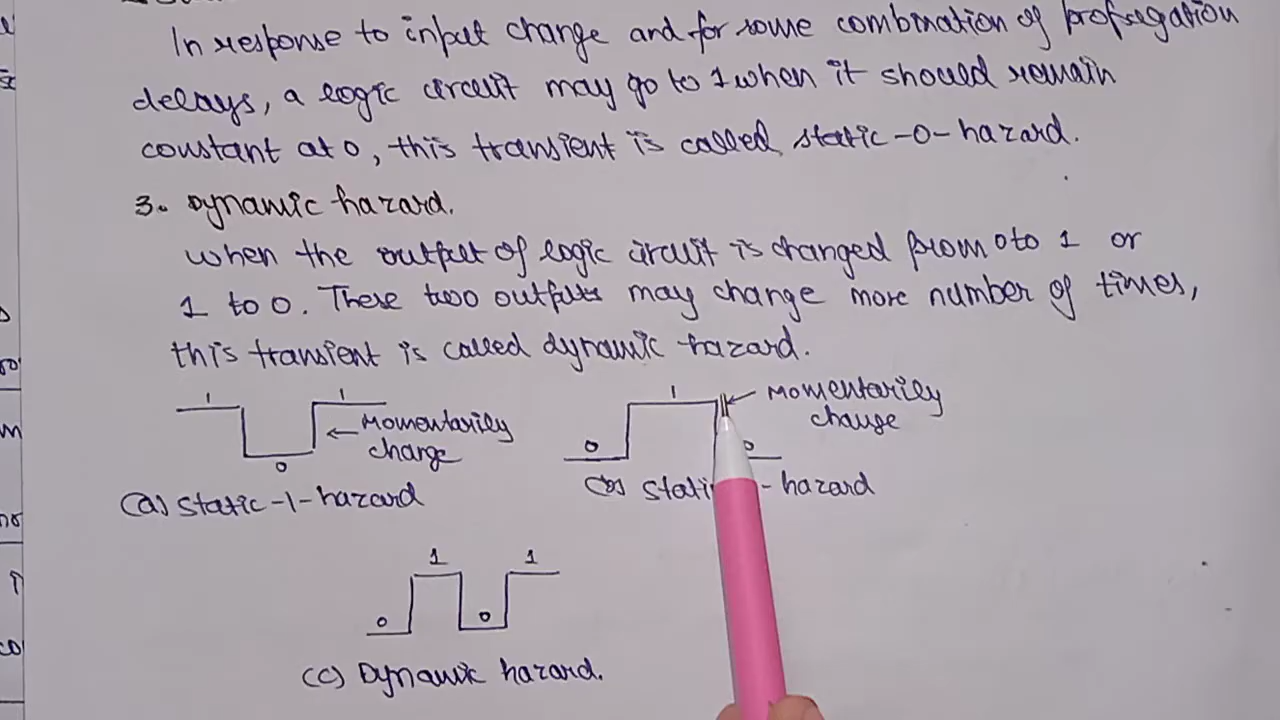 In response to input change and for some combination of propagation
delays, a logic circuit may go to 1 when it should remain
constant at 0, this transient is called static-0-hazard.
3. Dynamic hazard.
when the output of logic circuit is changed from 0 to 1 or
1 to 0. These two outputs may change more number of times,
this transient is called dynamic hazard.
1 1 1 Momentarily
change
Momentarily
charge
0 0 0
(a) static-1-hazard (b) stati - hazard
1 1
0 0
(c) Dynamic hazard.